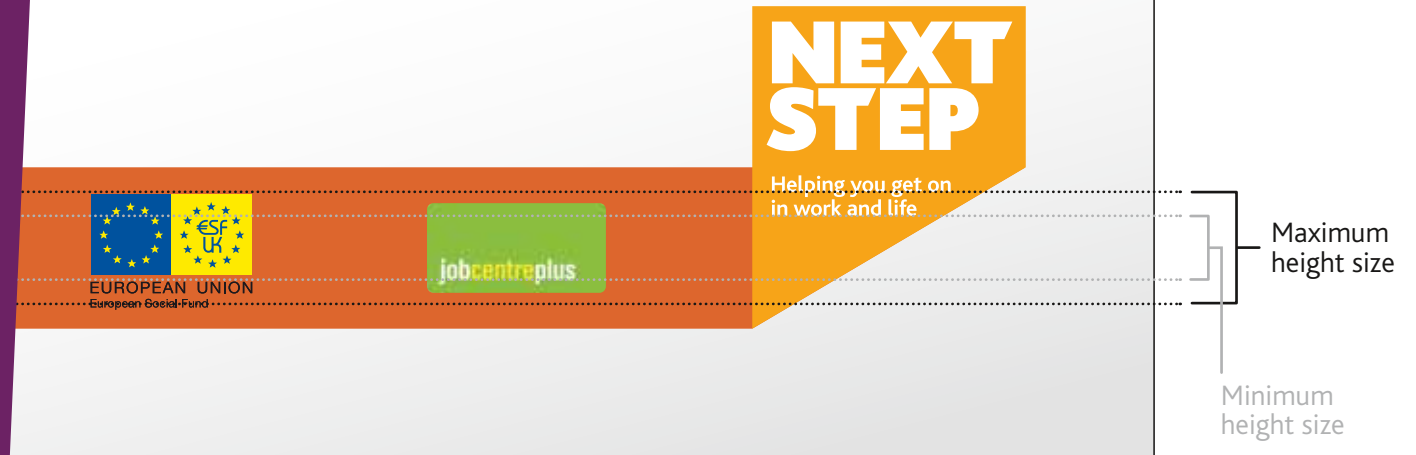 NEXT
STEP
Helping you get on
in work and life
€SF
UK
EUROPEAN UNION
European Social Fund
jobcentreplus
Maximum
height size
Minimum
height size